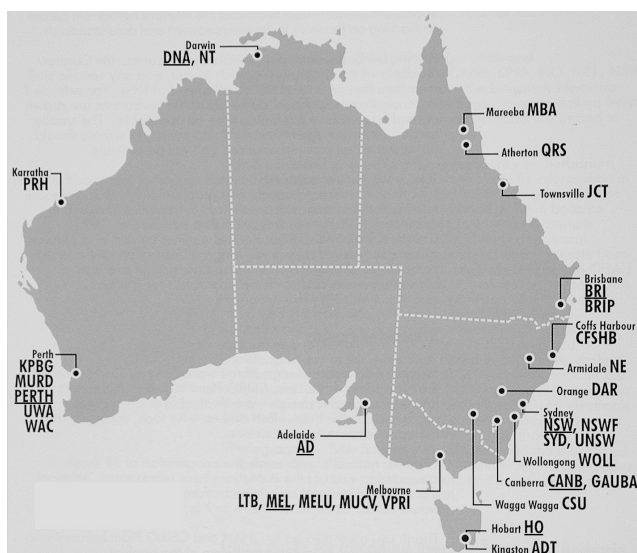 Darwin
DNA, NT
Mareeba MBA
Atherton QRS
Karratha
PRH
Townsville JCT
Brisbane
BRI
BRIP
Coffs Harbour
CFSHB
Perth
KPBG
MURD
PERTH
UWA
WAC
Armidale NE
Orange DAR
Sydney
NSW, NSWF
SYD, UNSW
Adelaide
AD
Wollongong WOLL
Canberra CANB, GAUBA
Melbourne
LTB, MEL, MELU, MUCV, VPRI
Wagga Wagga CSU
Hobart HO
Kingston ADT